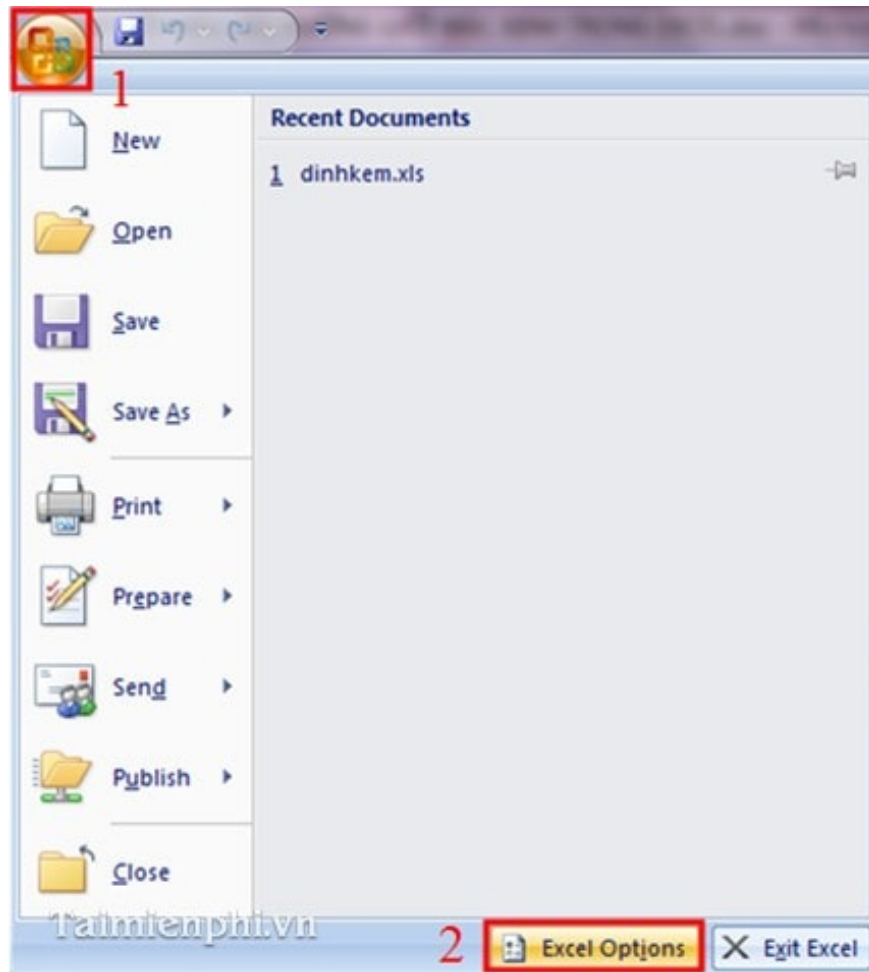 1
New
Recent Documents
1 dinhkem.xls
Open
Save
Save As
Print
Prepare
Send
Publish
Close
Taimienphi.vn
2
Excel Options
Exit Excel